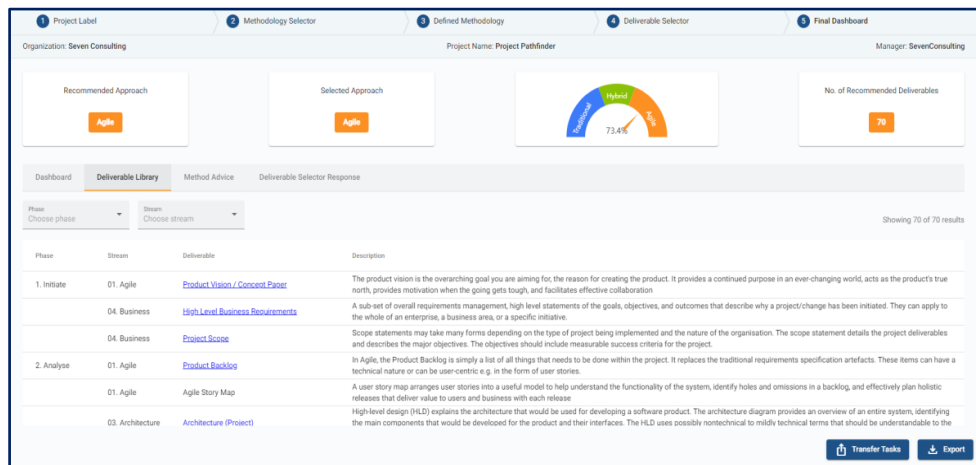 1 Project Label
2 Methodology Selector
3 Defined Methodology
4 Deliverable Selector
5 Final Dashboard
Organization: Seven Consulting
Project Name: Project Pathfinder
Manager: SevenConsulting
Recommended Approach
Agile
Selected Approach
Agile
Traditional
Hybrid
Agile
73.4%
No. of Recommended Deliverables
70
Dashboard
Deliverable Library
Method Advice
Deliverable Selector Response
Phase
Choose phase
Stream
Choose stream
Showing 70 of 70 results
Phase Stream Deliverable Description
1. Initiate 01. Agile Product Vision / Concept Paper
The product vision is the overarching goal you are aiming for, the reason for creating the product. It provides a continued purpose in an ever-changing world, acts as the product's true
north, provides motivation when the going gets tough, and facilitates effective collaboration
04. Business High Level Business Requirements
A sub-set of overall requirements management, high level statements of the goals, objectives, and outcomes that describe why a project/change has been initiated. They can apply to
the whole of an enterprise, a business area, or a specific initiative.
04. Business Project Scope
Scope statements may take many forms depending on the type of project being implemented and the nature of the organisation. The scope statement details the project deliverables
and describes the major objectives. The objectives should include measurable success criteria for the project.
2. Analyse 01. Agile Product Backlog
In Agile, the Product Backlog is simply a list of all things that needs to be done within the project. It replaces the traditional requirements specification artefacts. These items can have a
technical nature or can be user-centric e.g. in the form of user stories.
01. Agile Agile Story Map
A user story map arranges user stories into a useful model to help understand the functionality of the system, identify holes and omissions in a backlog, and effectively plan holistic
releases that deliver value to users and business with each release
03. Architecture Architecture (Project)
High-level design (HLD) explains the architecture that would be used for developing a software product. The architecture diagram provides an overview of an entire system, identifying
the main components that would be developed for the product and their interfaces. The HLD uses possibly nontechnical to mildly technical terms that should be understandable to the
Transfer Tasks
Export